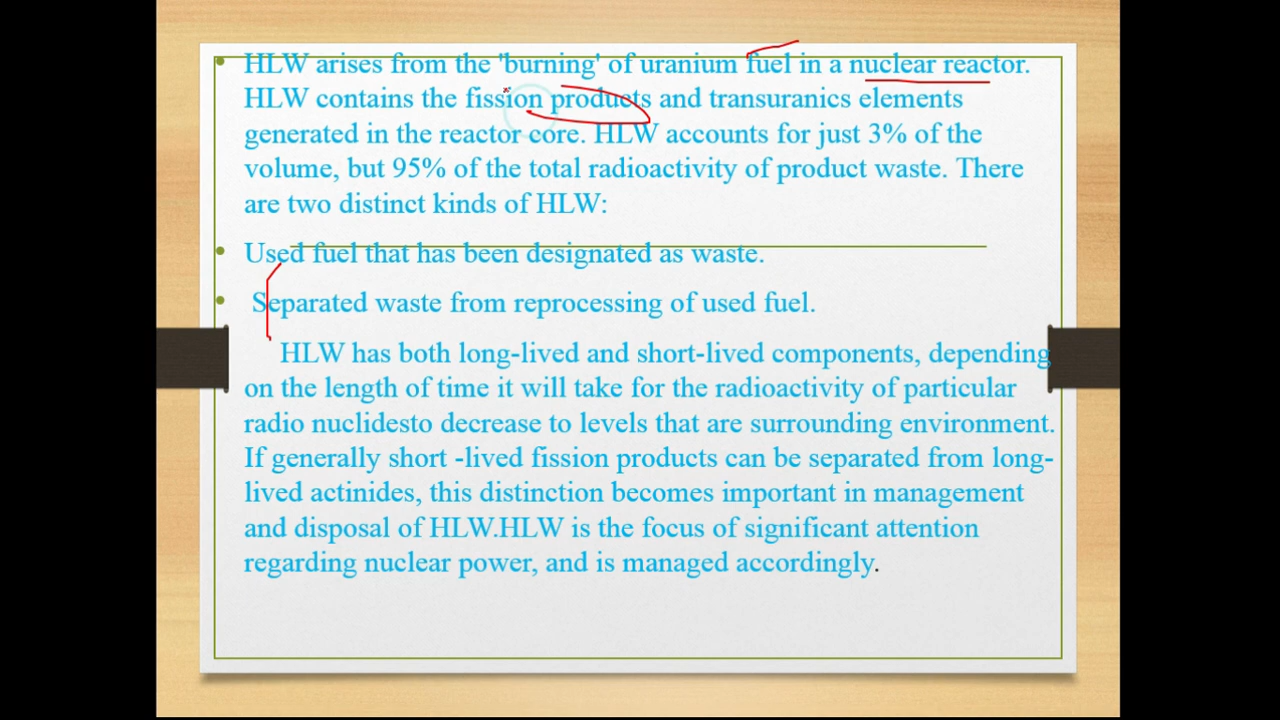 • HLW arises from the 'burning' of uranium fuel in a nuclear reactor.
HLW contains the fission products and transuranics elements
generated in the reactor core. HLW accounts for just 3% of the
volume, but 95% of the total radioactivity of product waste. There
are two distinct kinds of HLW:
• Used fuel that has been designated as waste.
• Separated waste from reprocessing of used fuel.
HLW has both long-lived and short-lived components, depending
on the length of time it will take for the radioactivity of particular
radio nuclidesto decrease to levels that are surrounding environment.
If generally short -lived fission products can be separated from long-
lived actinides, this distinction becomes important in management
and disposal of HLW.HLW is the focus of significant attention
regarding nuclear power, and is managed accordingly.